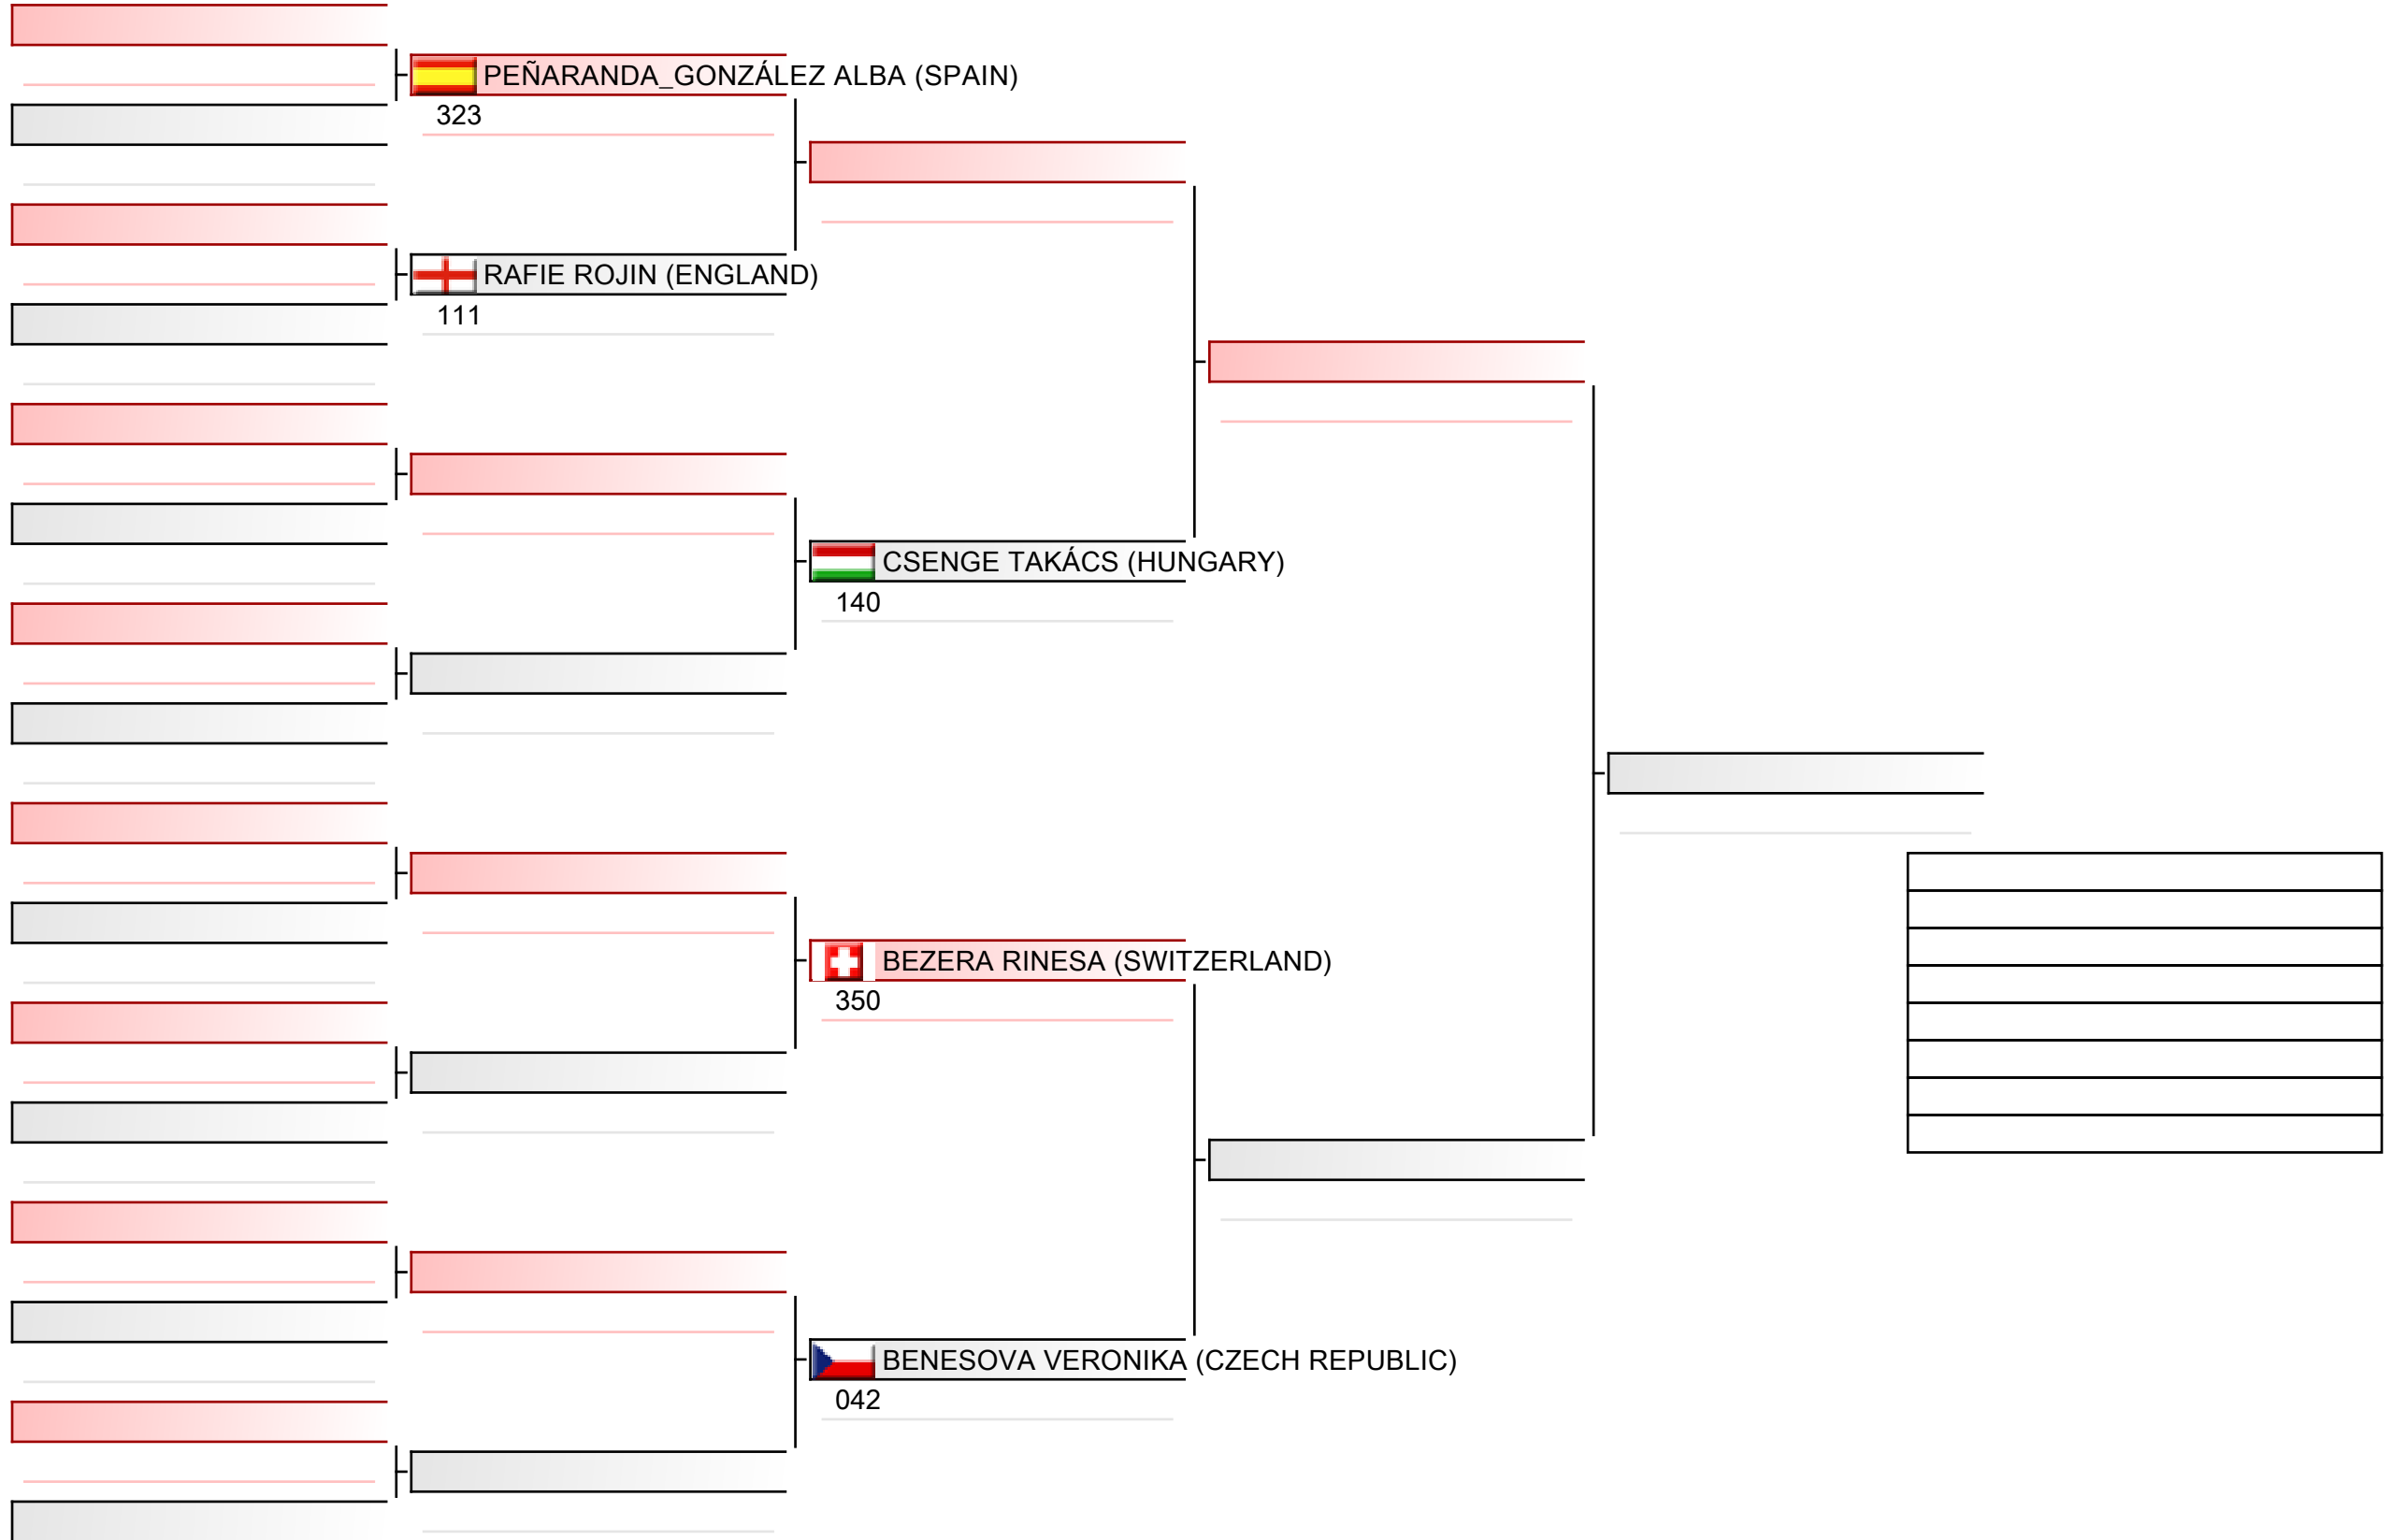 PEÑARANDA_GONZÁLEZ ALBA (SPAIN)
323
RAFIE ROJIN (ENGLAND)
111
CSENGE TAKÁCS (HUNGARY)
140
BEZERA RINESA (SWITZERLAND)
350
BENESOVA VERONIKA (CZECH REPUBLIC)
042